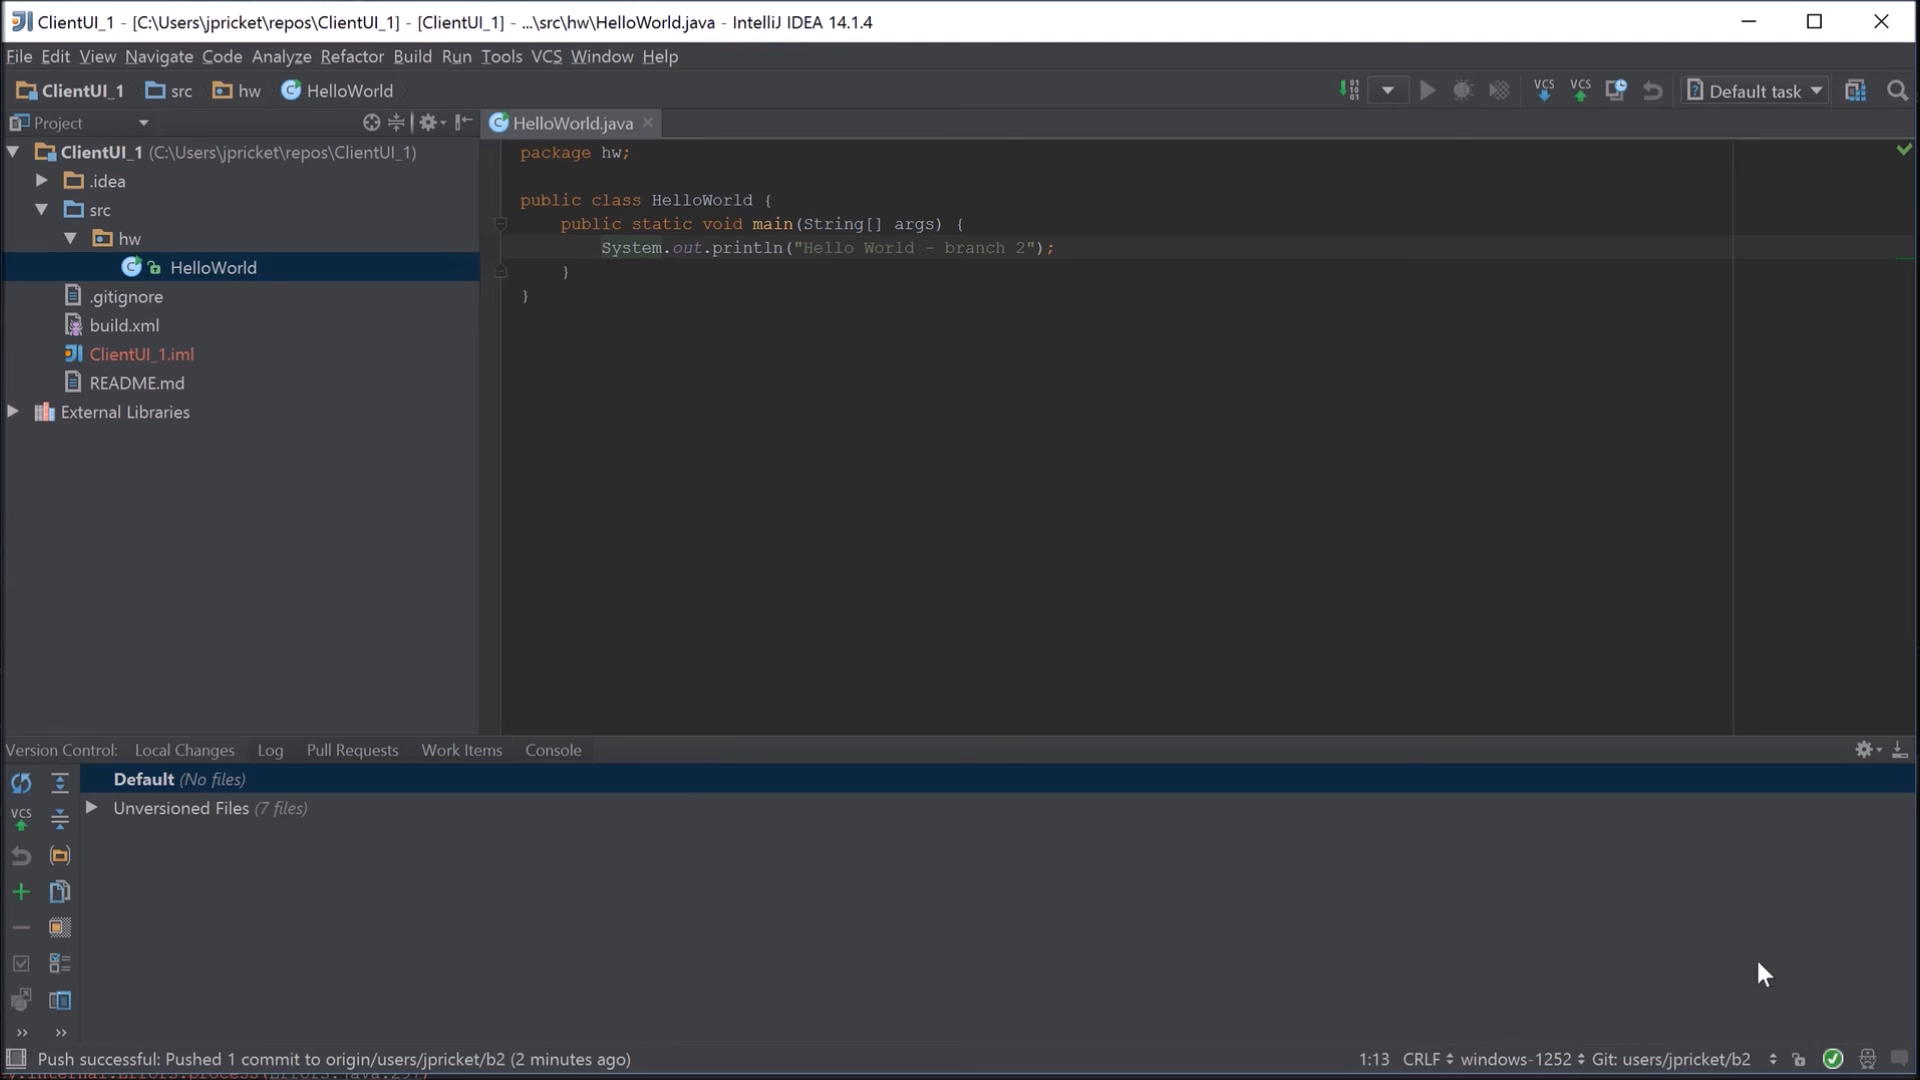 ClientUI_1 - [C:\Users\jpricket\repos\ClientUI_1] - [ClientUI_1] - ...\src\hw\HelloWorld.java - IntelliJ IDEA 14.1.4
File Edit View Navigate Code Analyze Refactor Build Run Tools VCS Window Help
ClientUI_1 src hw HelloWorld VCS VCS Default task
Project HelloWorld.java
ClientUI_1 (C:\Users\jpricket\repos\ClientUI_1)
.idea
src
hw
HelloWorld
.gitignore
build.xml
ClientUI_1.iml
README.md
External Libraries
package hw;
public class HelloWorld {
public static void main(String[] args) {
System.out.println("Hello World - branch 2");
}
}
Version Control: Local Changes Log Pull Requests Work Items Console
Default (No files)
Unversioned Files (7 files)
VCS
Push successful: Pushed 1 commit to origin/users/jpricket/b2 (2 minutes ago) 1:13 CRLF windows-1252 Git: users/jpricket/b2